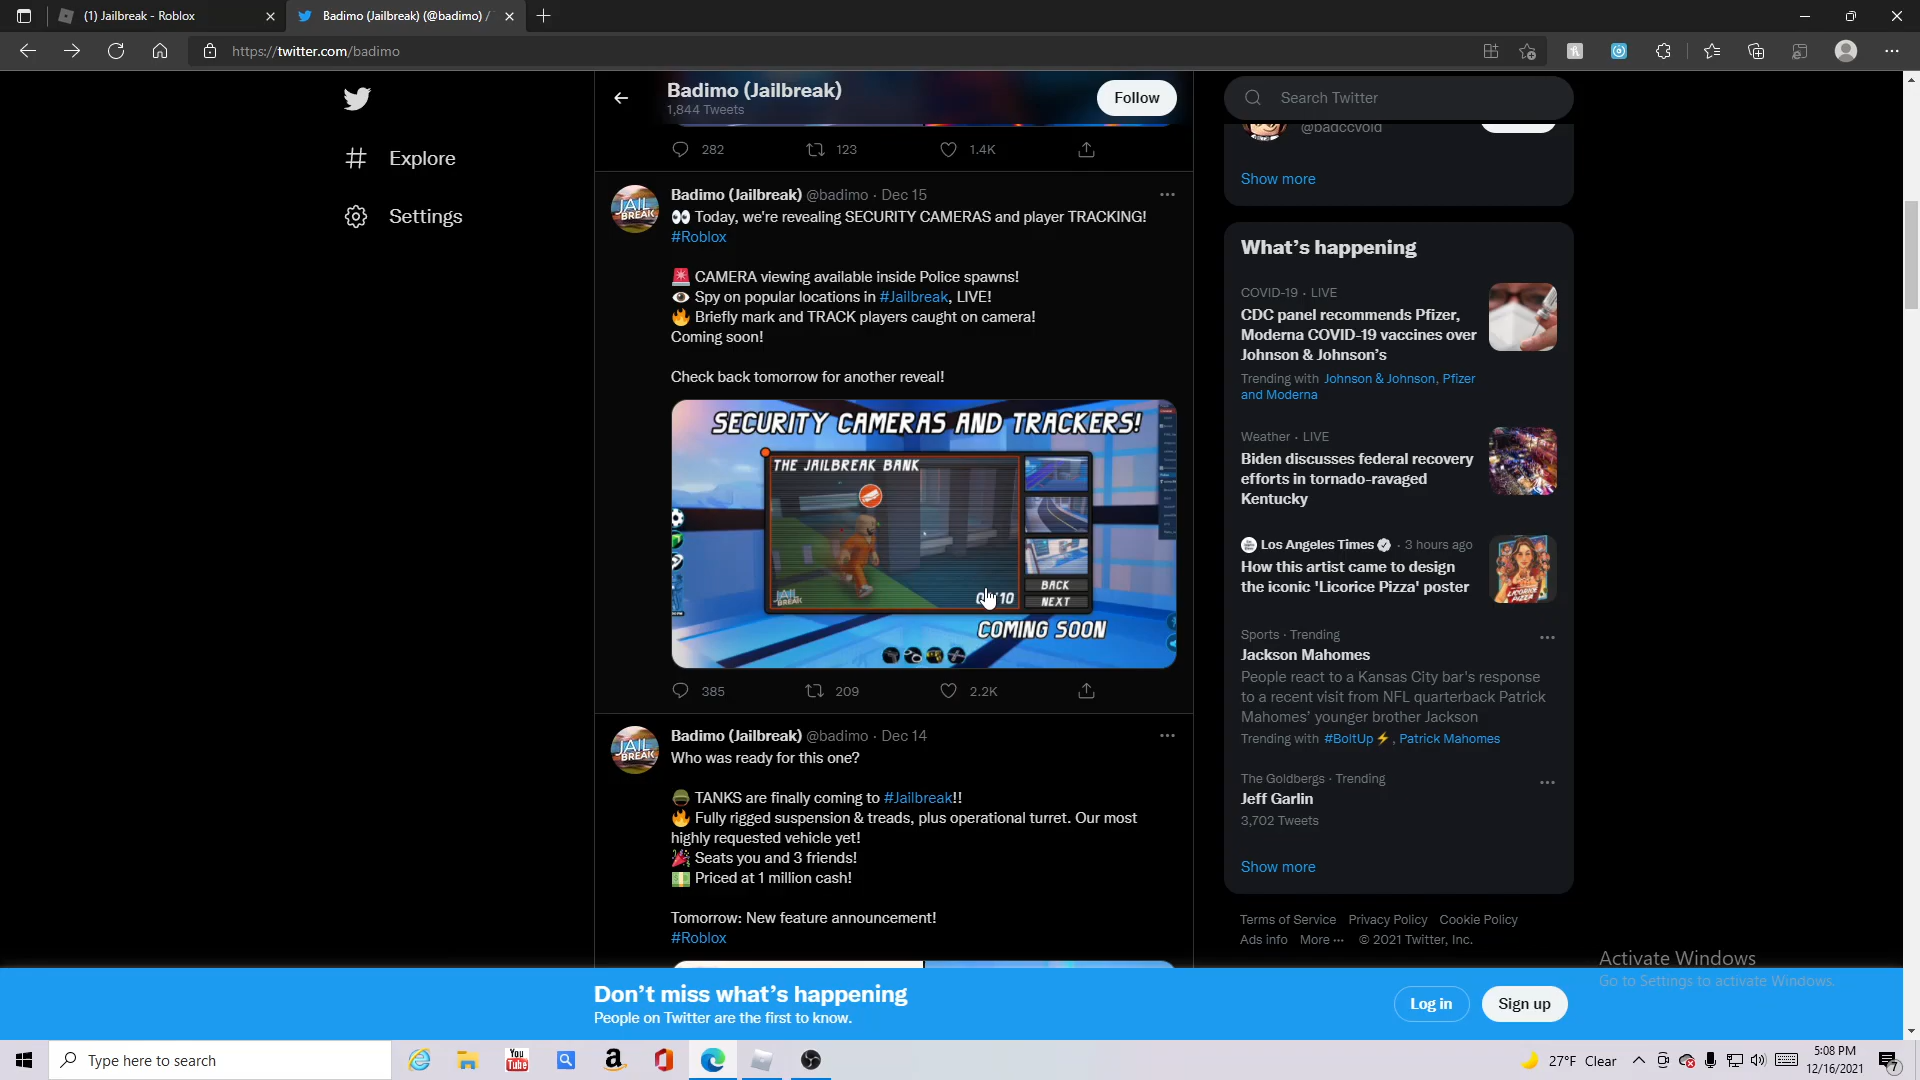 (1) Jailbreak - Roblox
Badimo (Jailbreak) (@badimo) /
https://twitter.com/badimo
Explore
Settings
Badimo (Jailbreak)
1,844 Tweets
Follow
282
123
1.4K
Badimo (Jailbreak) @badimo · Dec 15
👀 Today, we're revealing SECURITY CAMERAS and player TRACKING!
#Roblox
🚨 CAMERA viewing available inside Police spawns!
👁 Spy on popular locations in #Jailbreak, LIVE!
🔥 Briefly mark and TRACK players caught on camera!
Coming soon!
Check back tomorrow for another reveal!
SECURITY CAMERAS AND TRACKERS!
THE JAILBREAK BANK
JAIL
BREAK
BACK
NEXT
COMING SOON
385
209
2.2K
Badimo (Jailbreak) @badimo · Dec 14
JAIL
BREAK
Who was ready for this one?
🪖 TANKS are finally coming to #Jailbreak!!
🔥 Fully rigged suspension & treads, plus operational turret. Our most
highly requested vehicle yet!
🎉 Seats you and 3 friends!
💵 Priced at 1 million cash!
Tomorrow: New feature announcement!
#Roblox
Search Twitter
@badccvoid
Show more
What's happening
COVID-19 · LIVE
CDC panel recommends Pfizer,
Moderna COVID-19 vaccines over
Johnson & Johnson's
Trending with Johnson & Johnson, Pfizer
and Moderna
Weather · LIVE
Biden discusses federal recovery
efforts in tornado-ravaged
Kentucky
Los Angeles Times · 3 hours ago
How this artist came to design
the iconic 'Licorice Pizza' poster
Sports · Trending
Jackson Mahomes
People react to a Kansas City bar's response
to a recent visit from NFL quarterback Patrick
Mahomes' younger brother Jackson
Trending with #BoltUp⚡, Patrick Mahomes
The Goldbergs · Trending
Jeff Garlin
3,702 Tweets
Show more
Terms of Service Privacy Policy Cookie Policy
Ads info More ··· © 2021 Twitter, Inc.
Activate Windows
Go to Settings to activate Windows.
Don't miss what's happening
People on Twitter are the first to know.
Log in
Sign up
Type here to search
You
Tube
27°F Clear
5:08 PM
12/16/2021
7